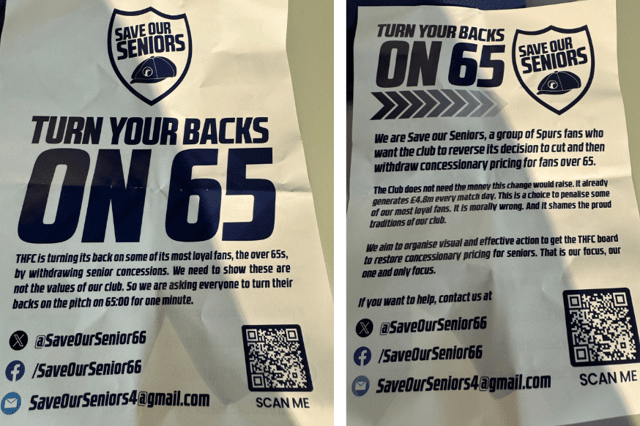 SAVE OUR
SENIORS
TURN YOUR BACKS
ON 65
THFC is turning its back on some of its most loyal fans, the over 65s,
by withdrawing senior concessions. We need to show these are
not the values of our club. So we are asking everyone to turn their
backs on the pitch on 65:00 for one minute.
@SaveOurSenior66
/SaveOurSenior66
SaveOurSeniors4@gmail.com
SCAN ME
TURN YOUR BACKS
ON 65
SAVE OUR
SENIORS
We are Save our Seniors, a group of Spurs fans who
want the club to reverse its decision to cut and then
withdraw concessionary pricing for fans over 65.
The Club does not need the money this change would raise. It already
generates £4.8m every match day. This is a choice to penalise some
of our most loyal fans. It is morally wrong. And it shames the proud
traditions of our club.
We aim to organise visual and effective action to get the THFC board
to restore concessionary pricing for seniors. That is our focus, our
one and only focus.
If you want to help, contact us at
@SaveOurSenior66
/SaveOurSenior66
SaveOurSeniors4@gmail.com
SCAN ME